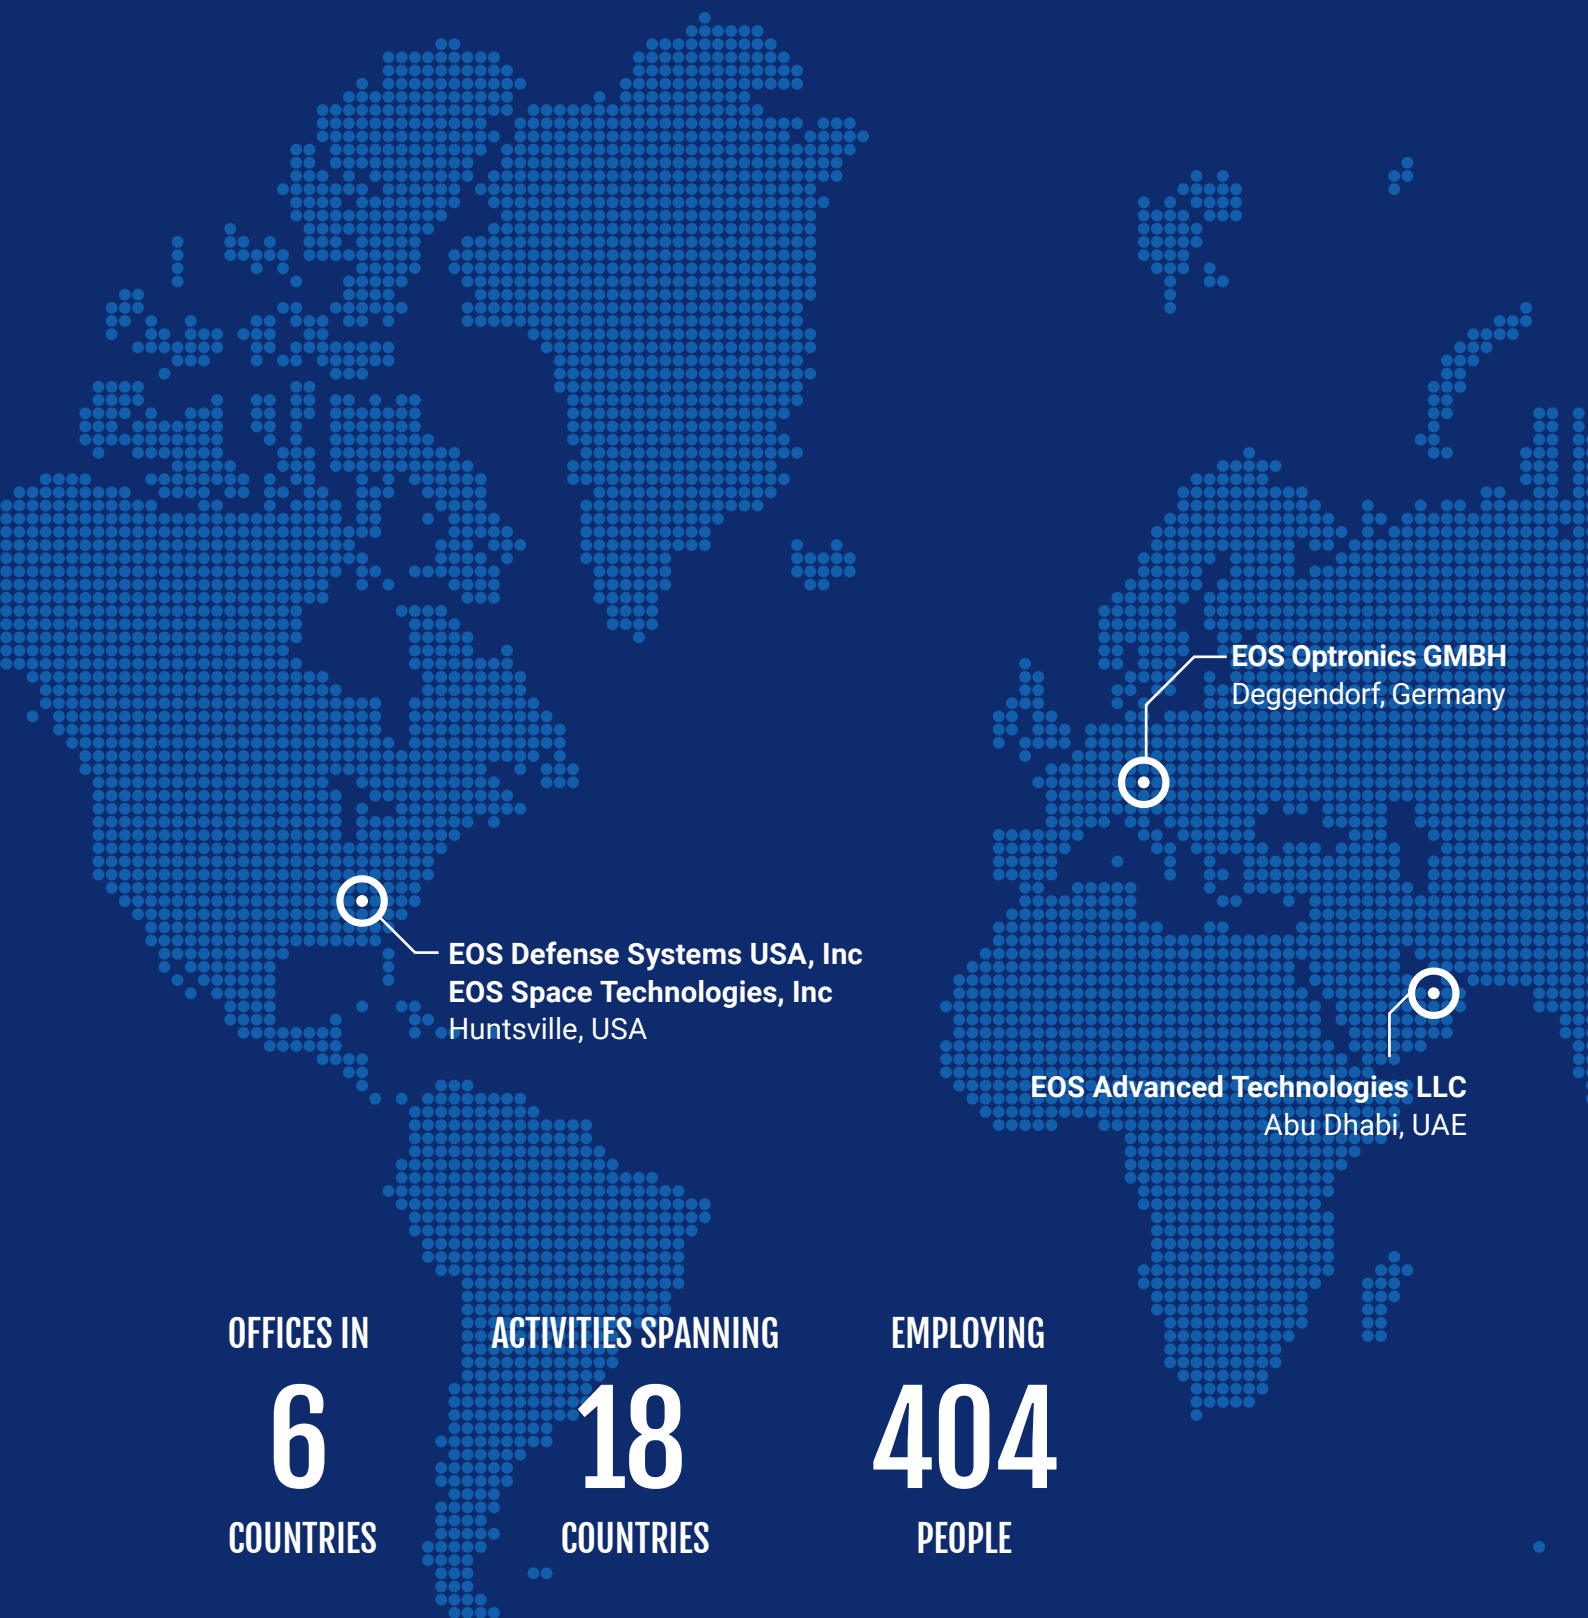 EOS Optronics GMBH
Deggendorf, Germany
EOS Defense Systems USA, Inc
EOS Space Technologies, Inc
Huntsville, USA
EOS Advanced Technologies LLC
Abu Dhabi, UAE
OFFICES IN
6
COUNTRIES
ACTIVITIES SPANNING
18
COUNTRIES
EMPLOYING
404
PEOPLE